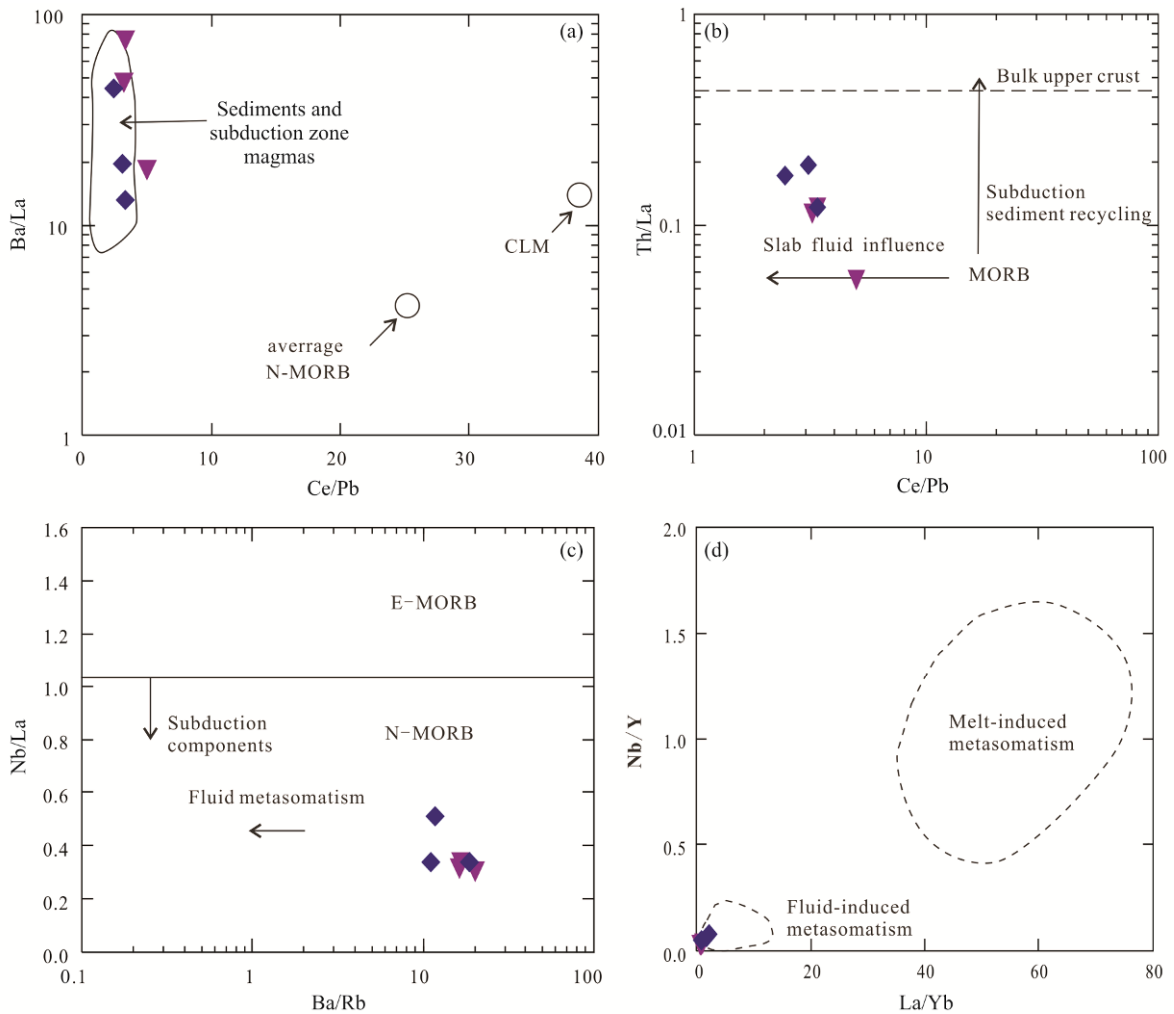 (a)
100
10
1
Ba/La
Sediments and
subduction zone
magmas
CLM
averrage
N-MORB
0
10
20
30
40
Ce/Pb
(b)
1
0.1
0.01
Th/La
Bulk upper crust
Subduction
sediment recycling
Slab fluid influence
MORB
1
10
100
Ce/Pb
(c)
1.6
1.4
1.2
1.0
0.8
0.6
0.4
0.2
0.0
Nb/La
E−MORB
Subduction
components
N−MORB
Fluid metasomatism
0.1
1
10
100
Ba/Rb
(d)
2.0
1.5
1.0
0.5
0.0
Nb/Y
Melt-induced
metasomatism
Fluid-induced
metasomatism
0
20
40
60
80
La/Yb